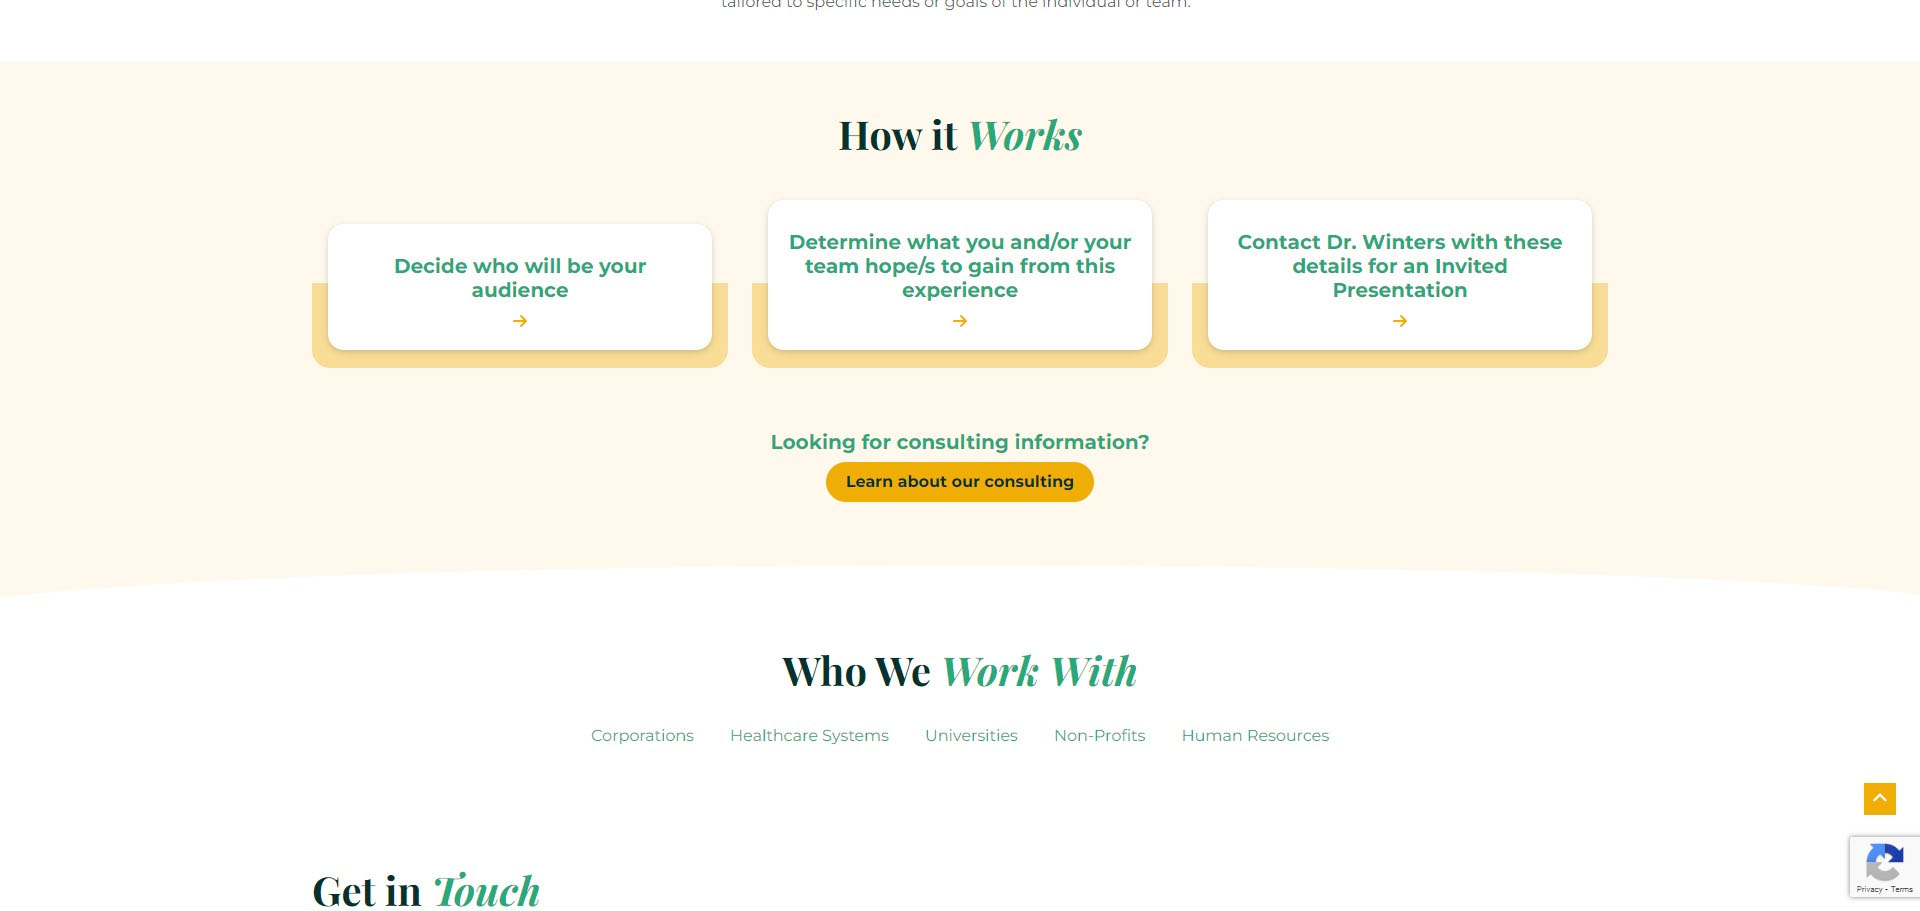 tailored to specific needs or goals of the individual or team.
How it Works
Decide who will be your
audience
Determine what you and/or your
team hope/s to gain from this
experience
Contact Dr. Winters with these
details for an Invited
Presentation
Looking for consulting information?
Learn about our consulting
Who We Work With
Corporations
Healthcare Systems
Universities
Non-Profits
Human Resources
Get in Touch
Privacy - Terms